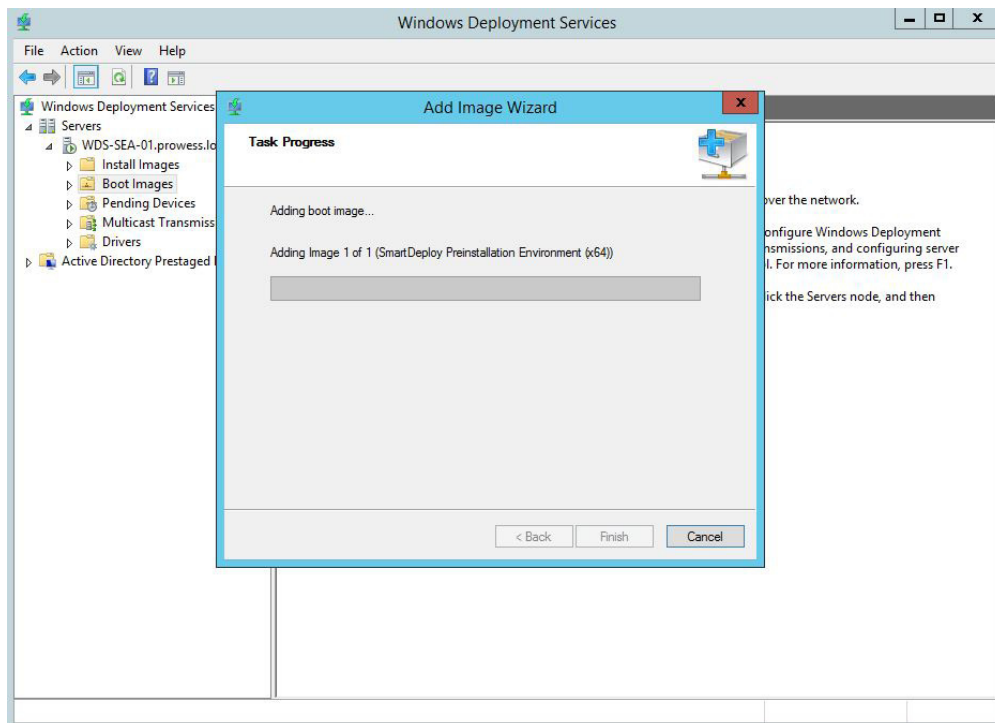 Windows Deployment Services
File Action View Help
Windows Deployment Services
Servers
WDS-SEA-01.prowess.lo
Install Images
Boot Images
Pending Devices
Multicast Transmiss
Drivers
Active Directory Prestaged
Add Image Wizard
Task Progress
Adding boot image...
Adding Image 1 of 1 (SmartDeploy Preinstallation Environment (x64))
< Back Finish Cancel
over the network.
onfigure Windows Deployment
nsmissions, and configuring server
l. For more information, press F1.
ick the Servers node, and then